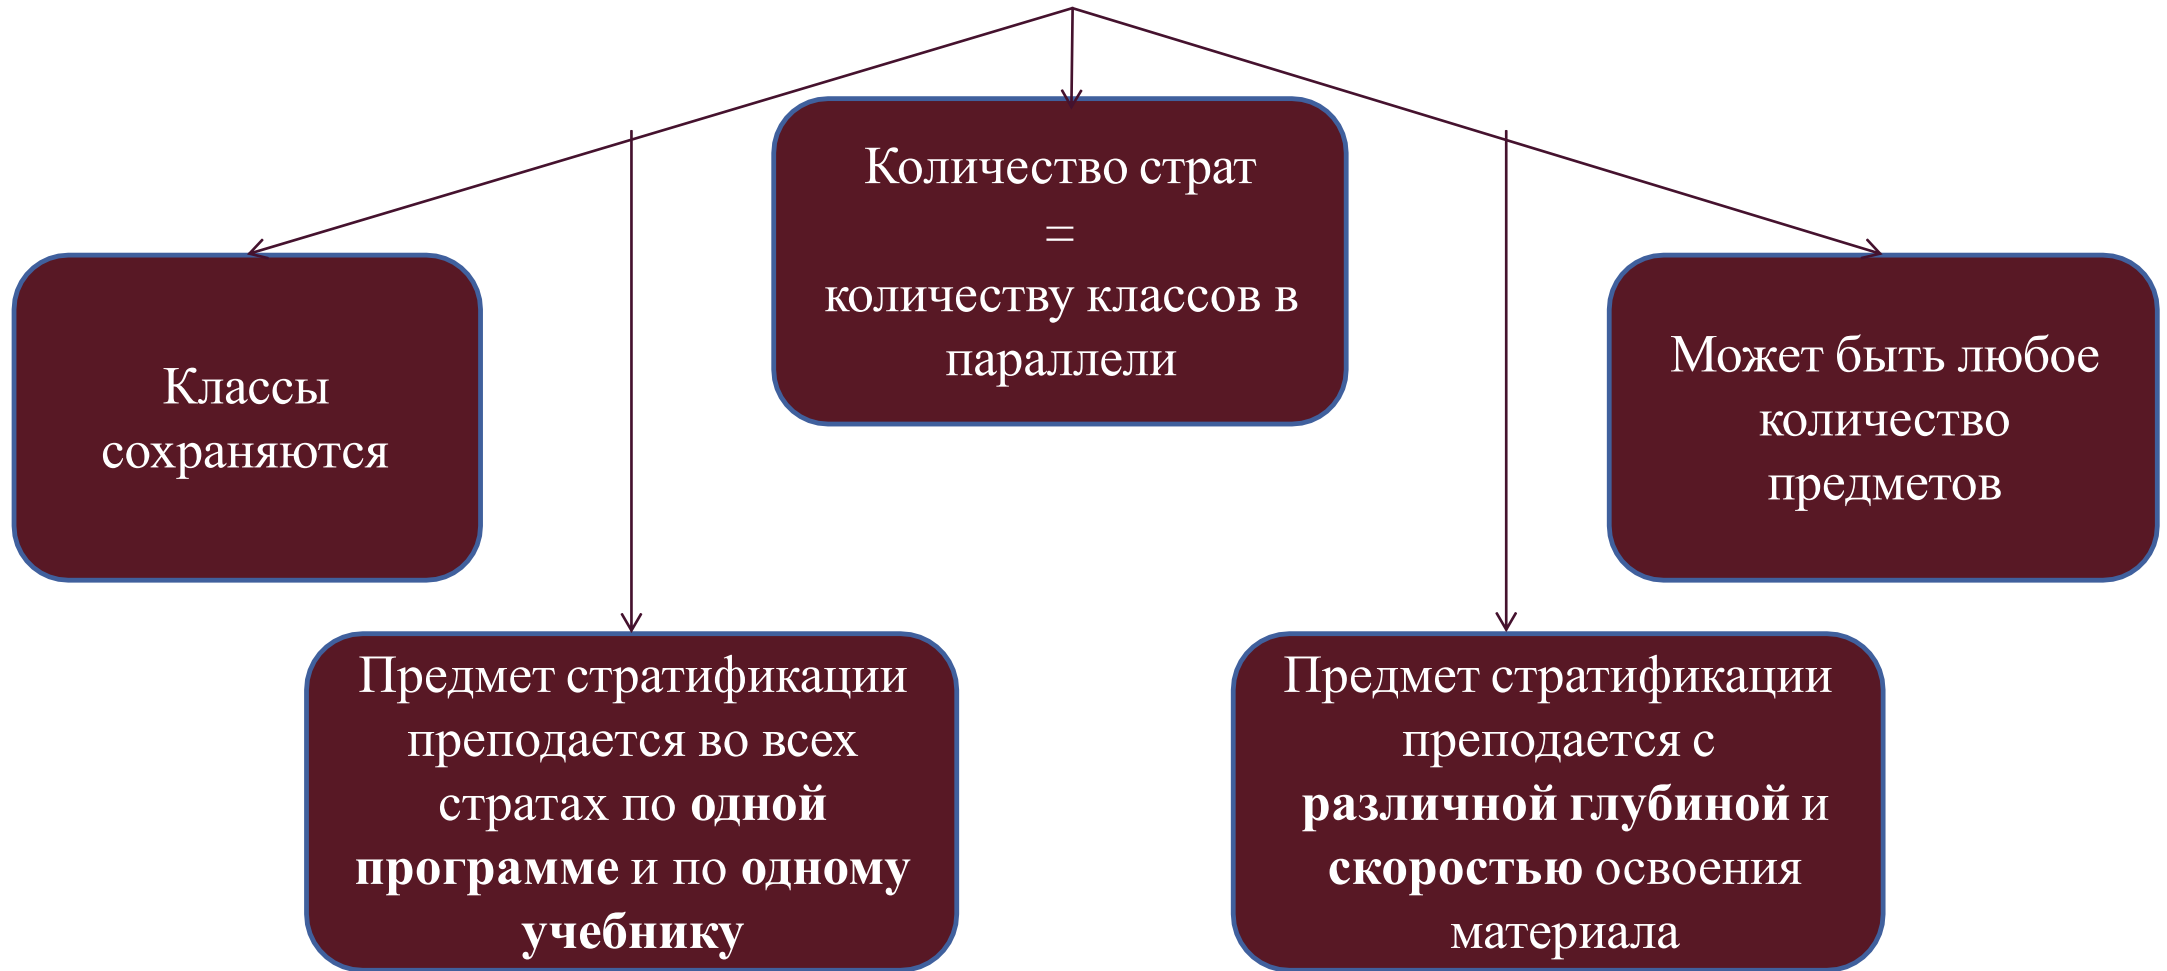 Количество страт
=
количеству классов в
параллели
Классы
сохраняются
Может быть любое
количество
предметов
Предмет стратификации
преподается во всех
стратах по одной
программе и по одному
учебнику
Предмет стратификации
преподается с
различной глубиной и
скоростью освоения
материала